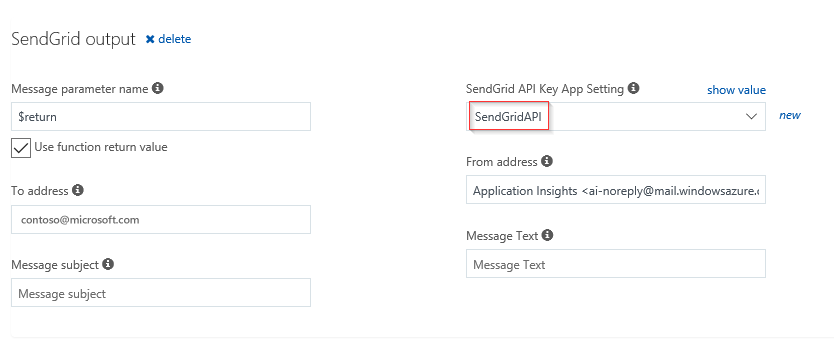 SendGrid output ✖ delete
Message parameter name
$return
Use function return value
To address
contoso@microsoft.com
Message subject
Message subject
SendGrid API Key App Setting show value
SendGridAPI new
From address
Application Insights <ai-noreply@mail.windowsazure.c
Message Text
Message Text